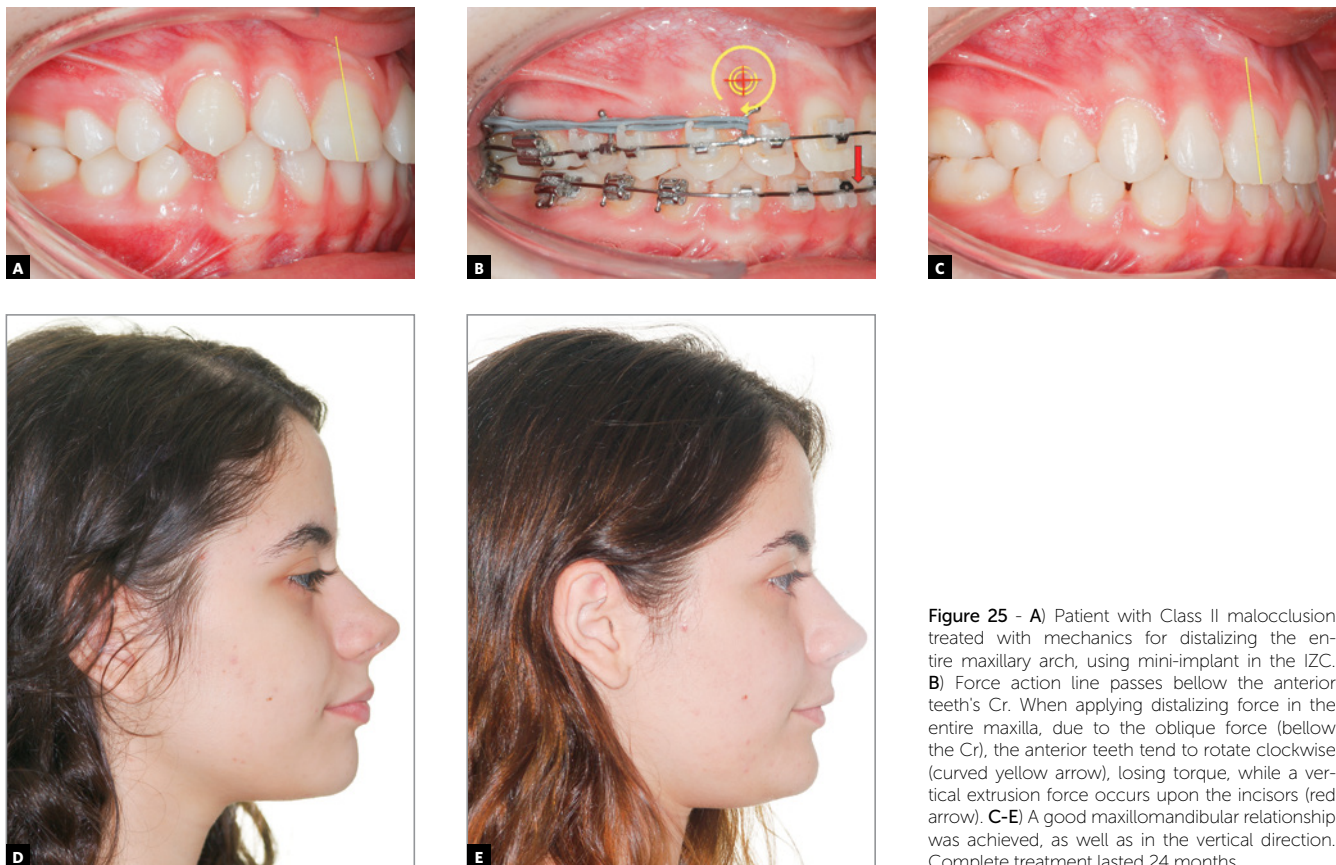 A
B
C
D
E
Figure 25 - A) Patient with Class II malocclusion
treated with mechanics for distalizing the en-
tire maxillary arch, using mini-implant in the IZC.
B) Force action line passes bellow the anterior
teeth's Cr. When applying distalizing force in the
entire maxilla, due to the oblique force (bellow
the Cr), the anterior teeth tend to rotate clockwise
(curved yellow arrow), losing torque, while a ver-
tical extrusion force occurs upon the incisors (red
arrow). C-E) A good maxillomandibular relationship
was achieved, as well as in the vertical direction.
Complete treatment lasted 24 months